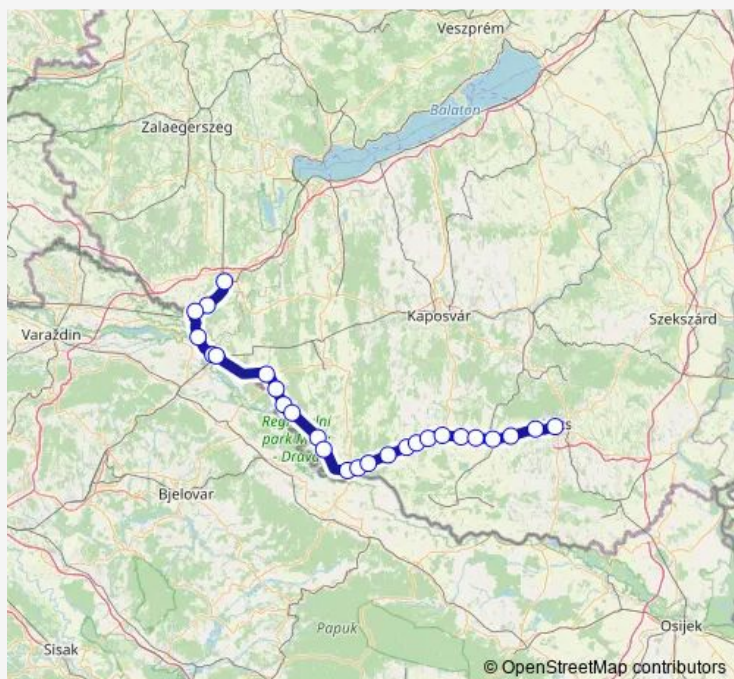 Veszprém
Balaton
Zalaegerszeg
Kaposvár
Szekszárd
Varaždin
Bjelovar
Papuk
Osijek
Sisak
© OpenStreetMap contributors